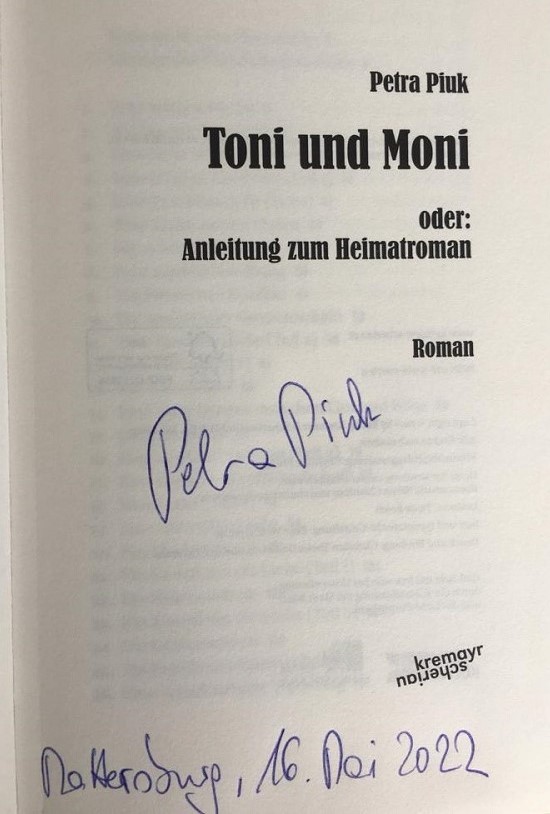 Petra Piuk
Toni und Moni
oder:
Anleitung zum Heimatroman
Roman
Petra Piuk
kremayr
scheriau
Mattersburg, 16. Mai 2022